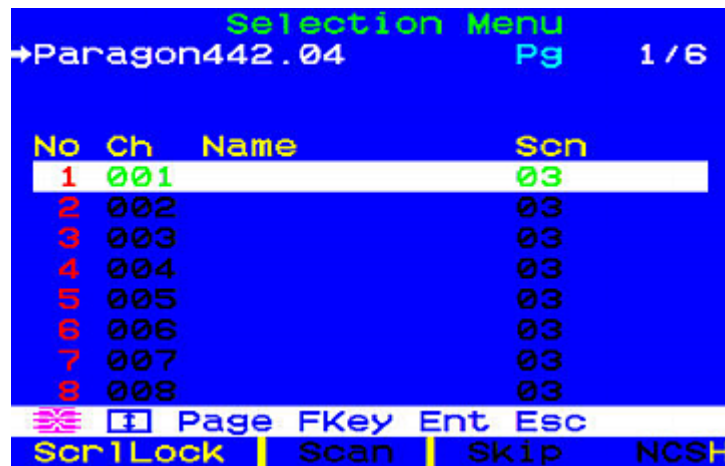 Selection Menu
→Paragon442.04 Pg 1/6
No Ch Name Scn
1 001 03
2 002 03
3 003 03
4 004 03
5 005 03
6 006 03
7 007 03
8 008 03
Page FKey Ent Esc
ScrlLock Scan Skip NCSH